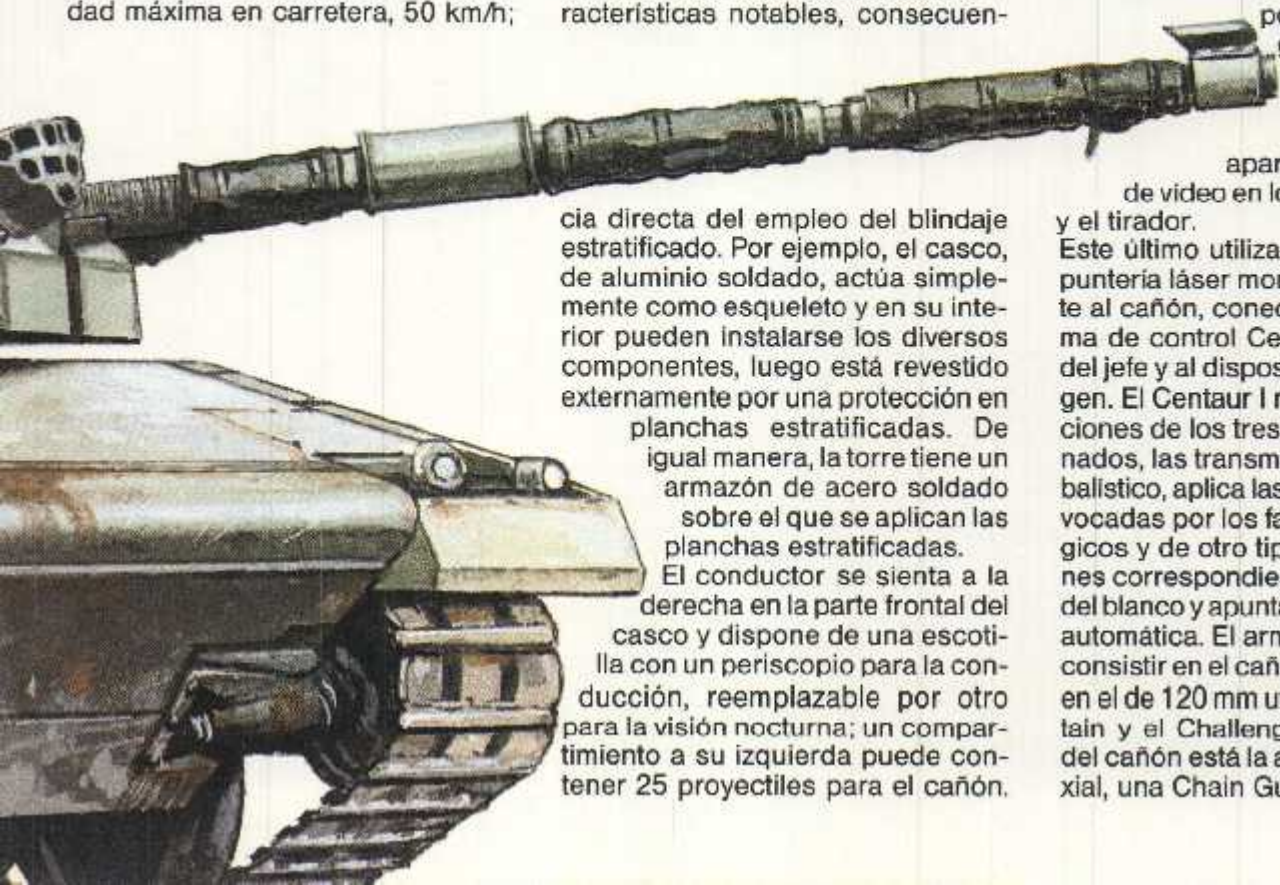 dad máxima en carretera, 50 km/h;
racterísticas notables, consecuen-
cia directa del empleo del blindaje
estratificado. Por ejemplo, el casco,
de aluminio soldado, actúa simple-
mente como esqueleto y en su inte-
rior pueden instalarse los diversos
componentes, luego está revestido
externamente por una protección en
planchas estratificadas. De
igual manera, la torre tiene un
armazón de acero soldado
sobre el que se aplican las
planchas estratificadas.
El conductor se sienta a la
derecha en la parte frontal del
casco y dispone de una escoti-
lla con un periscopio para la con-
ducción, reemplazable por otro
para la visión nocturna; un compar-
timiento a su izquierda puede con-
tener 25 proyectiles para el cañón.
apar
de video en lo
y el tirador.
Este último utiliza
puntería láser mon
te al cañón, conec
ma de control Ce
del jefe y al dispos
gen. El Centaur I r
ciones de los tres
nados, las transm
balístico, aplica las
vocadas por los fa
gicos y de otro tip
nes correspondie
del blanco y apunta
automática. El arm
consistir en el cañ
en el de 120 mm u
tain y el Challeng
del cañón está la a
xial, una Chain Gu